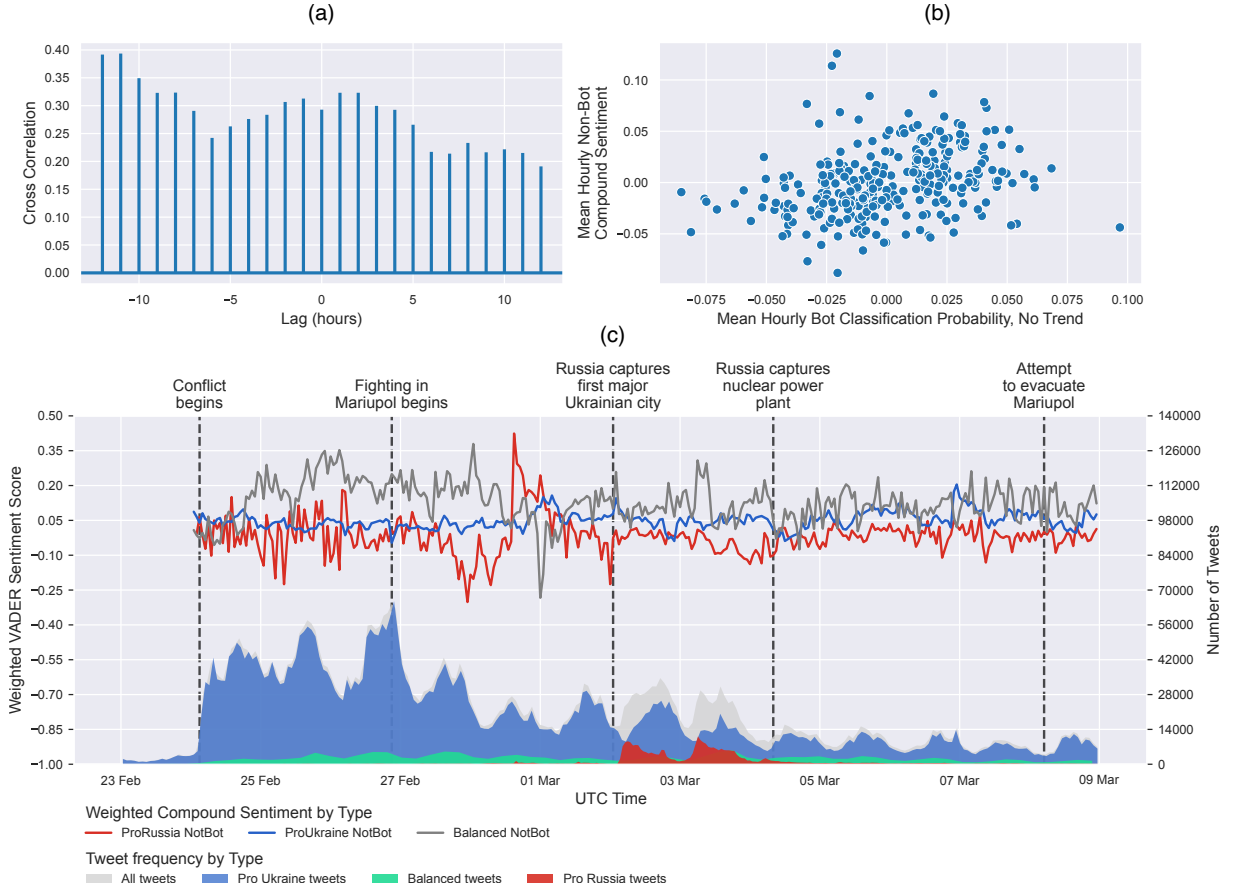 (a)
(b)
0.40
0.35
0.30
0.25
0.20
0.15
0.10
0.05
0.00
Cross Correlation
−10
−5
0
5
10
Lag (hours)
0.10
0.05
0.00
−0.05
Mean Hourly Non-Bot
Compound Sentiment
−0.075
−0.050
−0.025
0.000
0.025
0.050
0.075
0.100
Mean Hourly Bot Classification Probability, No Trend
(c)
Conflict
begins
Fighting in
Mariupol begins
Russia captures
first major
Ukrainian city
Russia captures
nuclear power
plant
Attempt
to evacuate
Mariupol
0.50
0.35
0.20
0.05
−0.10
−0.25
−0.40
−0.55
−0.70
−0.85
−1.00
Weighted VADER Sentiment Score
140000
126000
112000
98000
84000
70000
56000
42000
28000
14000
0
Number of Tweets
23 Feb
25 Feb
27 Feb
01 Mar
03 Mar
05 Mar
07 Mar
09 Mar
UTC Time
Weighted Compound Sentiment by Type
ProRussia NotBot
ProUkraine NotBot
Balanced NotBot
Tweet frequency by Type
All tweets
Pro Ukraine tweets
Balanced tweets
Pro Russia tweets